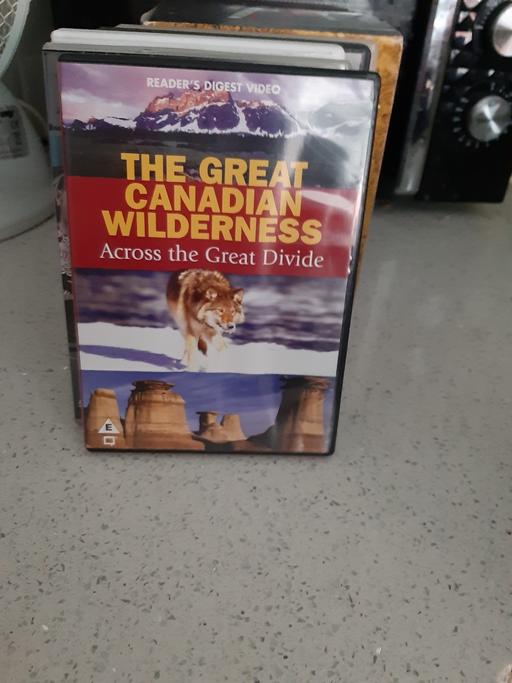 READER'S DIGEST VIDEO
THE GREAT
CANADIAN
WILDERNESS
Across the Great Divide
E